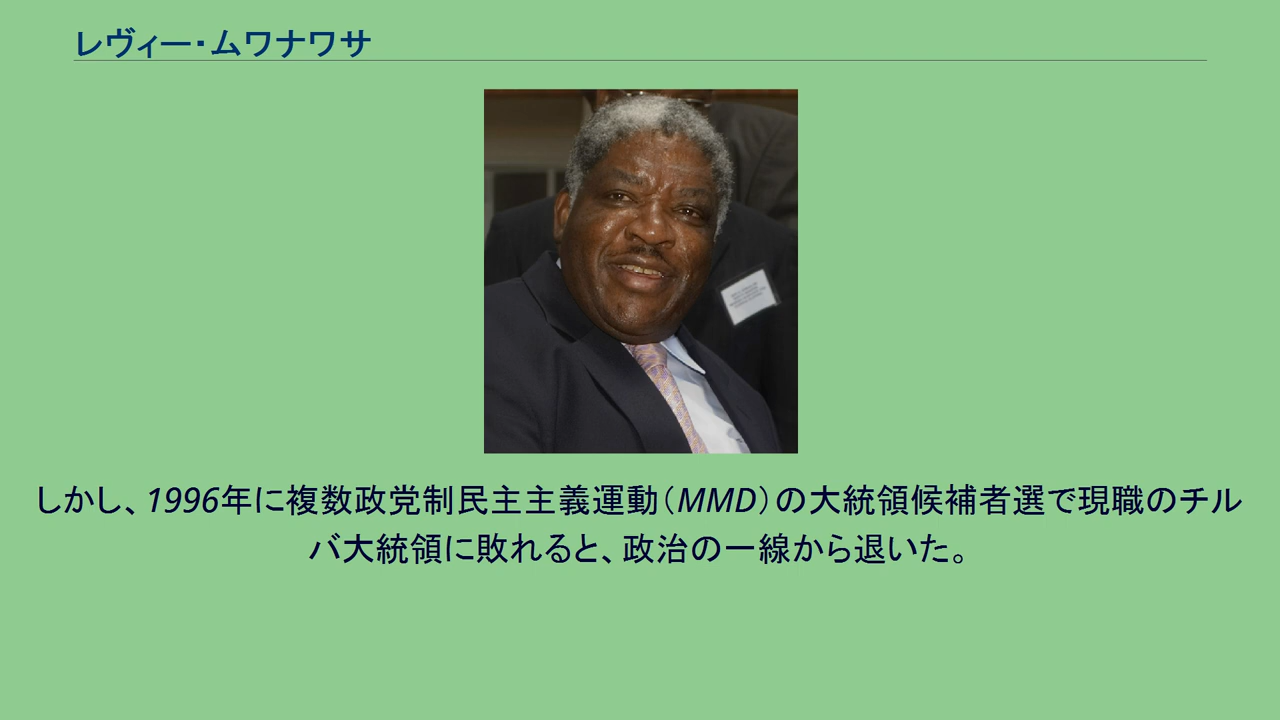 レヴィー・ムワナワサ
しかし、1996年に複数政党制民主主義運動（MMD）の大統領候補者選で現職のチル
バ大統領に敗れると、政治の一線から退いた。